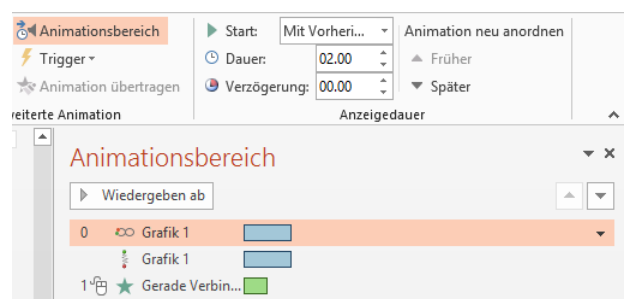 Animationsbereich
Trigger
Animation übertragen
weiterte Animation
Start: Mit Vorheri...
Dauer: 02.00
Verzögerung: 00.00
Animation neu anordnen
Früher
Später
Anzeigedauer
Animationsbereich
Wiedergeben ab
0 Grafik 1
Grafik 1
1 Gerade Verbin...